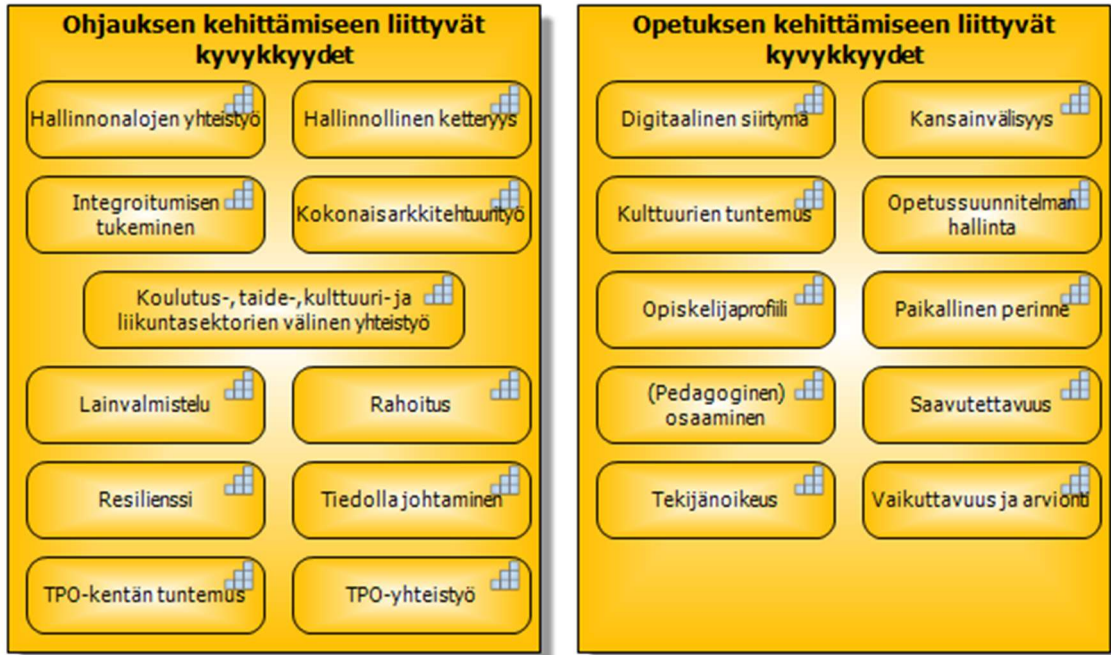 Ohjauksen kehittämiseen liittyvät
kyvykkyydet
Hallinnonalojen yhteistyö
Hallinnollinen ketteryys
Integroitumisen
tukeminen
Kokonaisarkkitehtuurityö
Koulutus-, taide-, kulttuuri- ja
liikuntasektorien välinen yhteistyö
Lainvalmistelu
Rahoitus
Resilienssi
Tiedolla johtaminen
TPO-kentän tuntemus
TPO-yhteistyö
Opetuksen kehittämiseen liittyvät
kyvykkyydet
Digitaalinen siirtymä
Kansainvälisyys
Kulttuurien tuntemus
Opetussuunnitelman
hallinta
Opiskelijaprofiili
Paikallinen perinne
(Pedagoginen)
osaaminen
Saavutettavuus
Tekijänoikeus
Vaikuttavuus ja arviointi